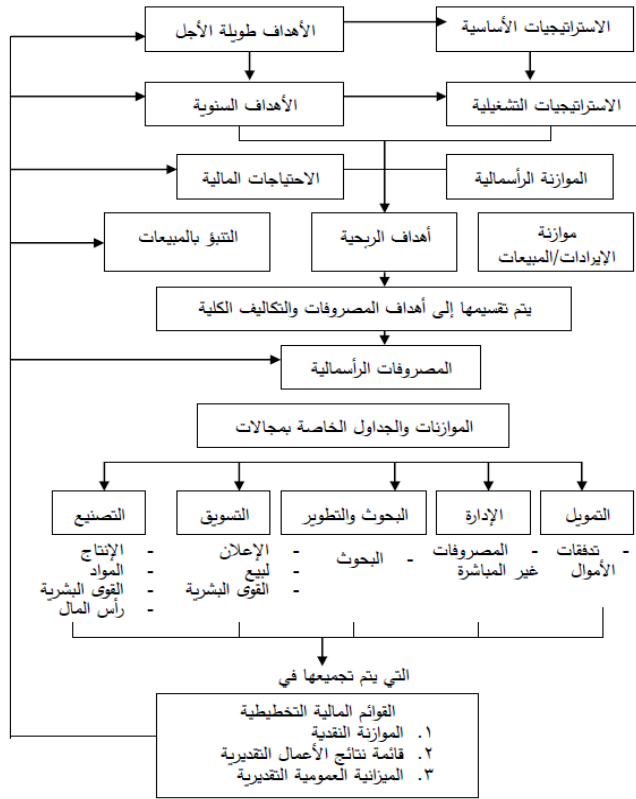 الاستراتيجيات الأساسية
الأهداف طويلة الأجل
الاستراتيجيات التشغيلية
الأهداف السنوية
الموازنة الرأسمالية
الاحتياجات المالية
موازنة
الإيرادات/المبيعات
أهداف الربحية
التنبؤ بالمبيعات
يتم تقسيمها إلى أهداف المصروفات والتكاليف الكلية
المصروفات الرأسمالية
الموازنات والجداول الخاصة بمجالات
التمويل
الإدارة
البحوث والتطوير
التسويق
التصنيع
- تدفقات
الأموال
- المصروفات
غير المباشرة
- البحوث
- الإعلان
- لبيع
- القوى البشرية
- الإنتاج
- المواد
- القوى البشرية
- رأس المال
التي يتم تجميعها في
القوائم المالية التخطيطية
١. الموازنة النقدية
٢. قائمة نتائج الأعمال التقديرية
٣. الميزانية العمومية التقديرية